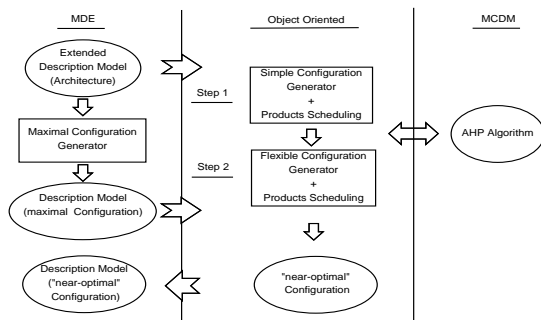 MDE
Object Oriented
MCDM
Extended
Description Model
(Architecture)
Step 1
Simple Configuration
Generator
+
Products Scheduling
Maximal Configuration
Generator
AHP Algorithm
Step 2
Flexible Configuration
Generator
+
Products Scheduling
Description Model
(maximal Configuration)
Description Model
("near-optimal"
Configuration)
"near-optimal"
Configuration